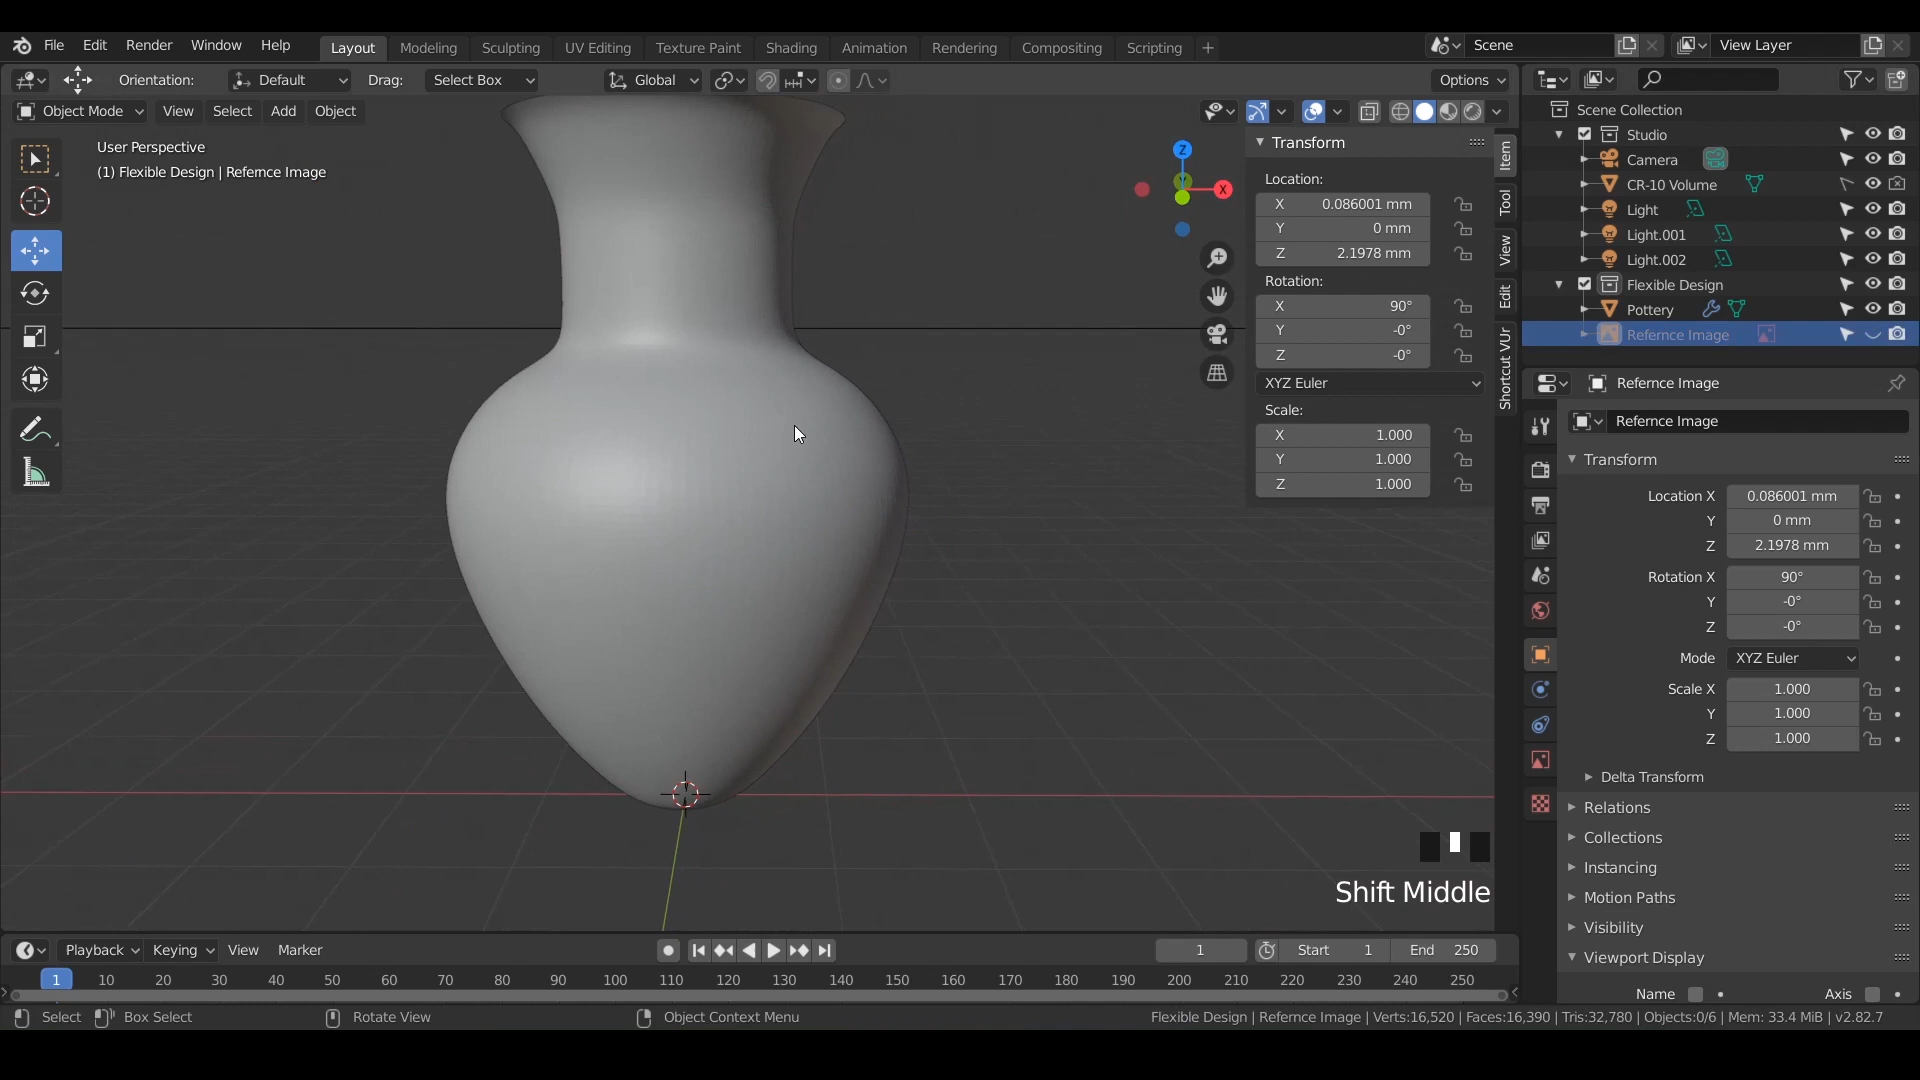 File Edit Render Window Help Layout Modeling Sculpting UV Editing Texture Paint Shading Animation Rendering Compositing Scripting + Scene View Layer
Orientation: Default Drag: Select Box Global Options
Object Mode View Select Add Object
User Perspective
(1) Flexible Design | Refernce Image
Z
X
Transform
Location:
X 0.086001 mm
Y 0 mm
Z 2.1978 mm
Rotation:
X 90°
Y -0°
Z -0°
XYZ Euler
Scale:
X 1.000
Y 1.000
Z 1.000
Item
Tool
View
Edit
Shortcut VUr
Scene Collection
Studio
Camera
CR-10 Volume
Light
Light.001
Light.002
Flexible Design
Pottery
Refernce Image
Refernce Image
Refernce Image
Transform
Location X 0.086001 mm
Y 0 mm
Z 2.1978 mm
Rotation X 90°
Y -0°
Z -0°
Mode XYZ Euler
Scale X 1.000
Y 1.000
Z 1.000
Delta Transform
Relations
Collections
Instancing
Motion Paths
Visibility
Viewport Display
Name Axis
Shift Middle
Playback Keying View Marker 1 Start 1 End 250
1 10 20 30 40 50 60 70 80 90 100 110 120 130 140 150 160 170 180 190 200 210 220 230 240 250
Select Box Select Rotate View Object Context Menu Flexible Design | Refernce Image | Verts:16,520 | Faces:16,390 | Tris:32,780 | Objects:0/6 | Mem: 33.4 MiB | v2.82.7